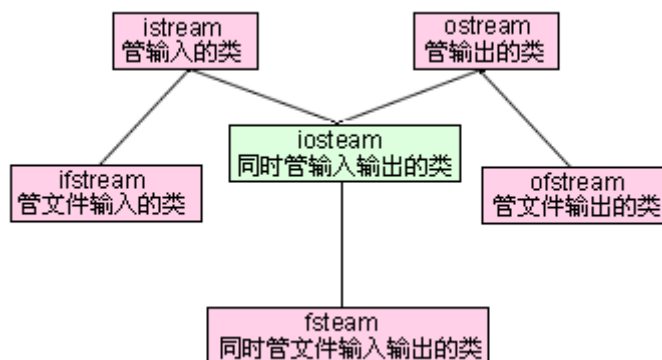 istream
管输入的类
ostream
管输出的类
iosteam
同时管输入输出的类
ifstream
管文件输入的类
ofstream
管文件输出的类
fsteam
同时管文件输入输出的类